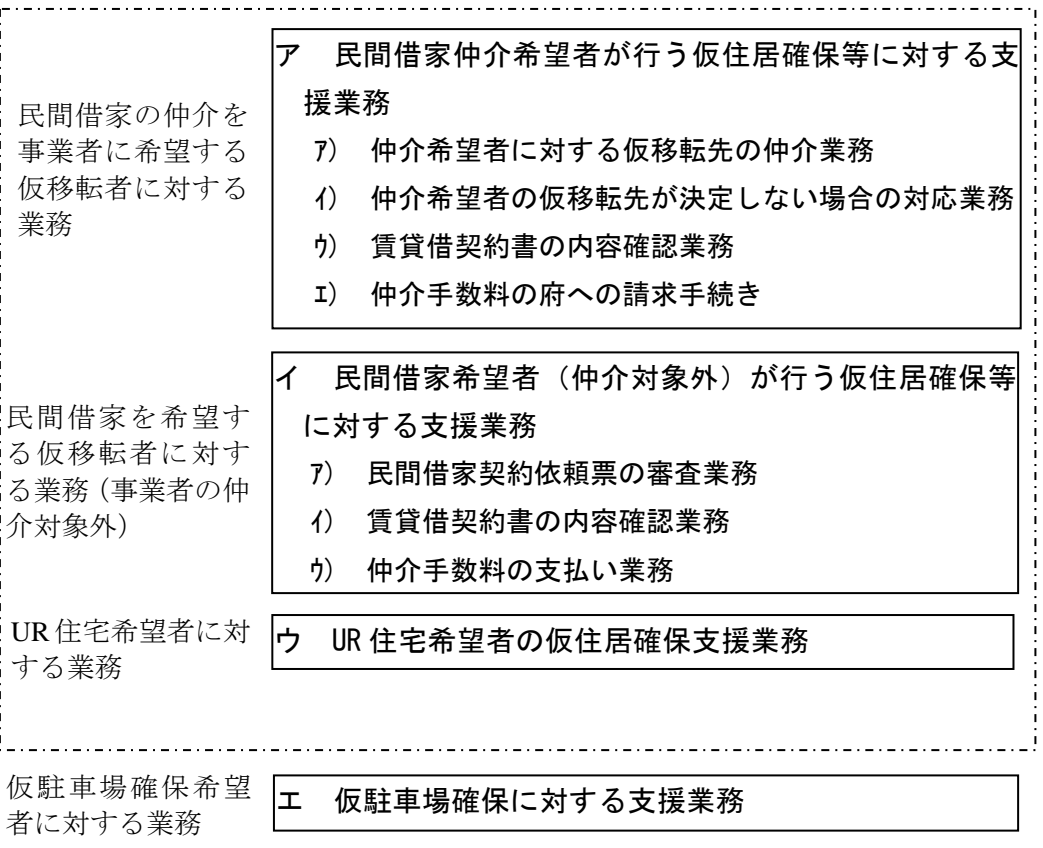 民間借家の仲介を
事業者に希望する
仮移転者に対する
業務
ア　民間借家仲介希望者が行う仮住居確保等に対する支
援業務
ｱ)　仲介希望者に対する仮移転先の仲介業務
ｲ)　仲介希望者の仮移転先が決定しない場合の対応業務
ｳ)　賃貸借契約書の内容確認業務
ｴ)　仲介手数料の府への請求手続き
民間借家を希望す
る仮移転者に対す
る業務（事業者の仲
介対象外）
イ　民間借家希望者（仲介対象外）が行う仮住居確保等
に対する支援業務
ｱ)　民間借家契約依頼票の審査業務
ｲ)　賃貸借契約書の内容確認業務
ｳ)　仲介手数料の支払い業務
UR 住宅希望者に対
する業務
ウ　UR 住宅希望者の仮住居確保支援業務
仮駐車場確保希望
者に対する業務
エ　仮駐車場確保に対する支援業務